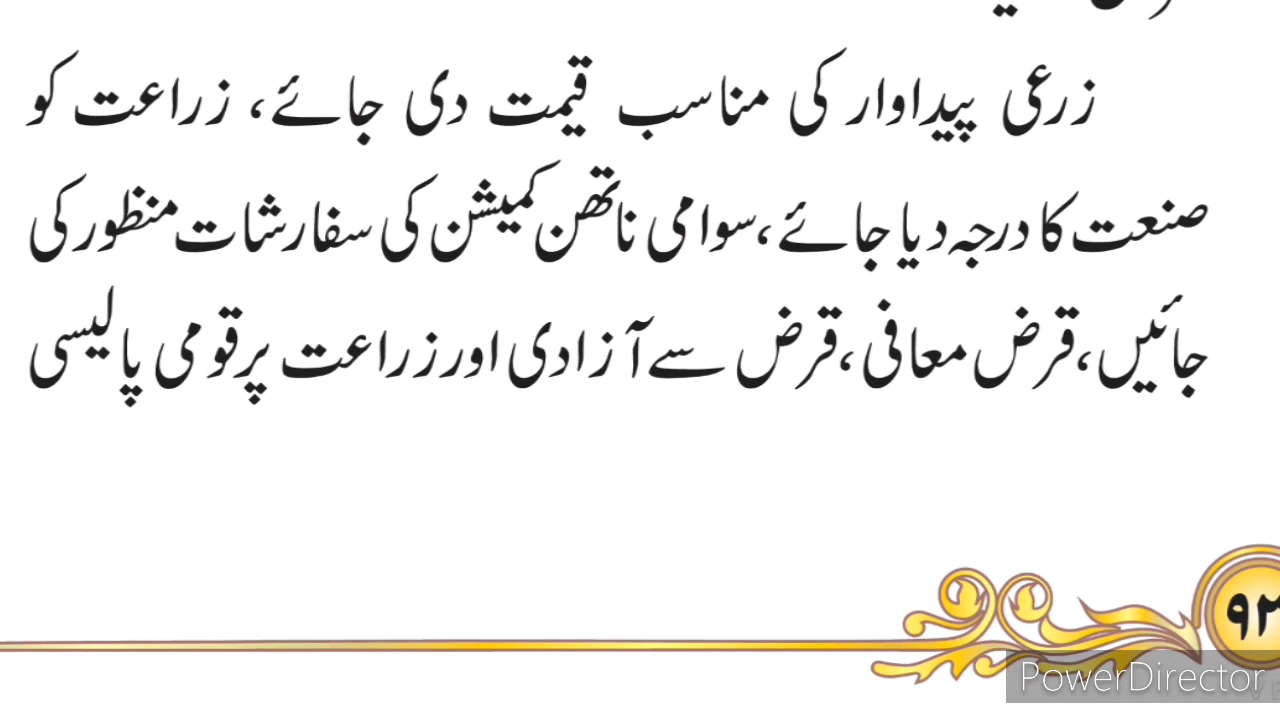 زرعی پیداوار کی مناسب قیمت دی جائے، زراعت کو
صنعت کا درجہ دیا جائے، سوامی ناتھن کمیشن کی سفارشات منظور کی
جائیں، قرض معافی، قرض سے آزادی اور زراعت پر قومی پالیسی
۹۲
PowerDirector